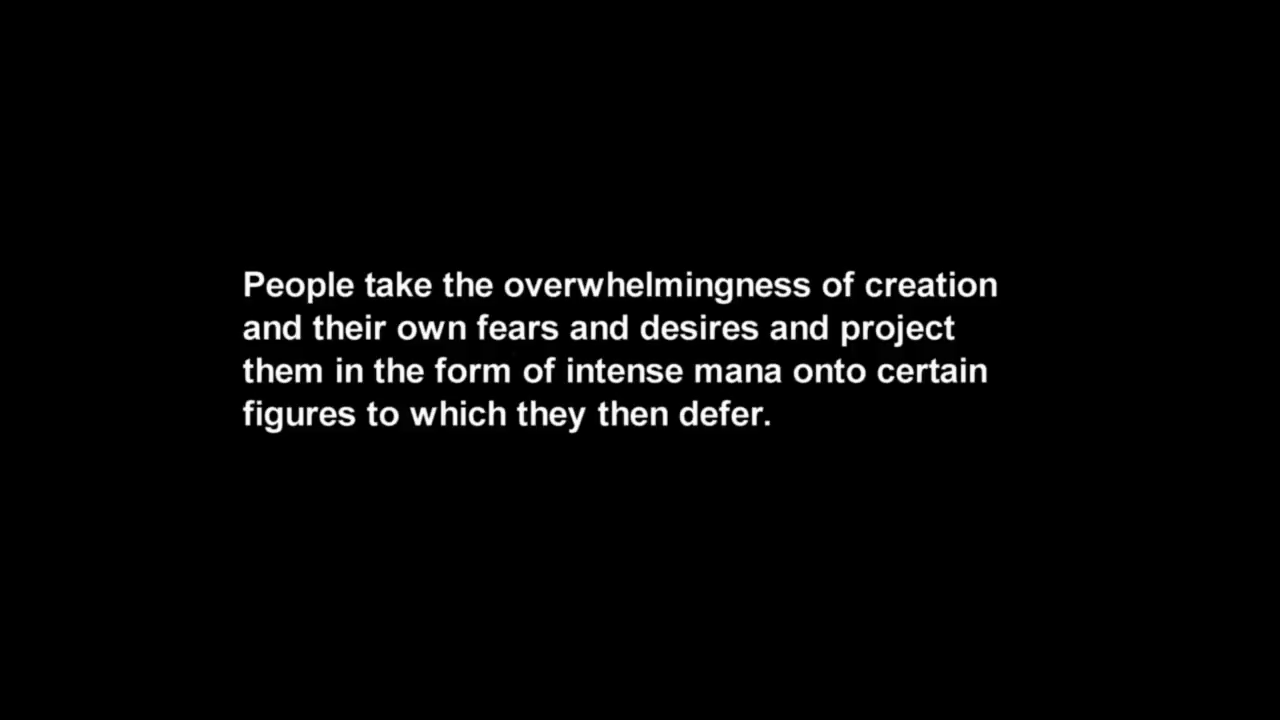 People take the overwhelmingness of creation
and their own fears and desires and project
them in the form of intense mana onto certain
figures to which they then defer.